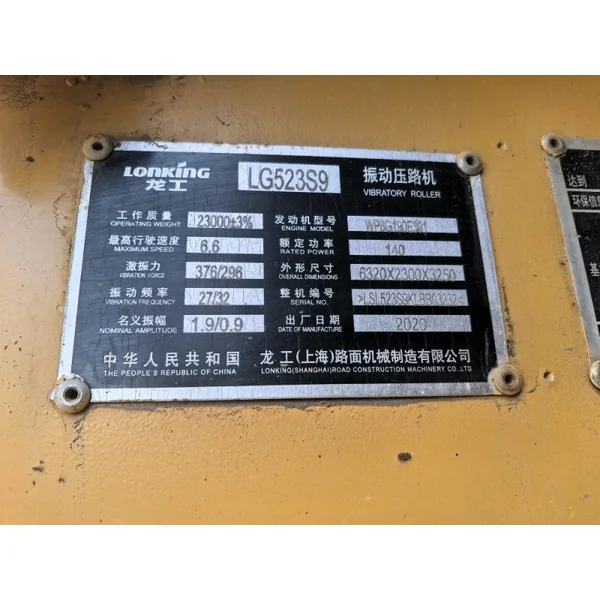 LONKING
龙工
LG523S9
振动压路机
VIBRATORY ROLLER
工作质量 23000±3% 发动机型号
OPERATING WEIGHT ENGINE MODEL
最高行驶速度 6.6 额定功率 140
MAXIMUM SPEED RATED POWER
激振力 376/296 外形尺寸 6320X2300X3250
VIBRATION FORCE OVERALL DIMENSIONS
振动频率 27/32 整机编号
VIBRATION FREQUENCY SERIAL NO.
名义振幅 1.9/0.9 出厂日期 2020
NOMINAL AMPLITUDE DATE OF MANUFACTURE
中华人民共和国 龙工(上海)路面机械制造有限公司
THE PEOPLE'S REPUBLIC OF CHINA LONKING(SHANGHAI)ROAD CONSTRUCTION MACHINERY CO.,LTD
达到
环保信
基